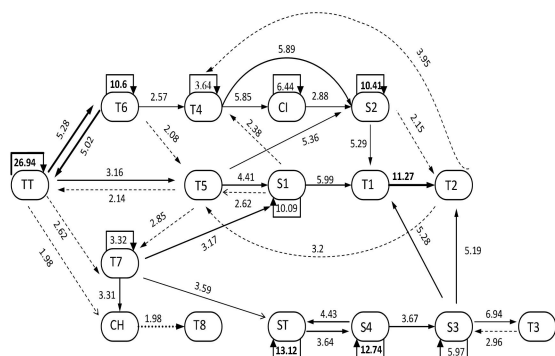 5.89
3.95
10.6
3.64
6.44
10.41
T6
2.57
T4
5.85
CI
2.88
S2
5.28
5.02
2.08
2.38
5.36
5.29
2.15
26.94
TT
3.16
2.14
T5
4.41
2.62
S1
5.99
T1
11.27
T2
10.09
1.98
2.62
2.85
3.17
3.2
3.32
T7
5.28
5.19
3.31
3.59
CH
1.98
T8
ST
4.43
3.64
S4
3.67
S3
6.94
2.96
T3
13.12
12.74
5.97